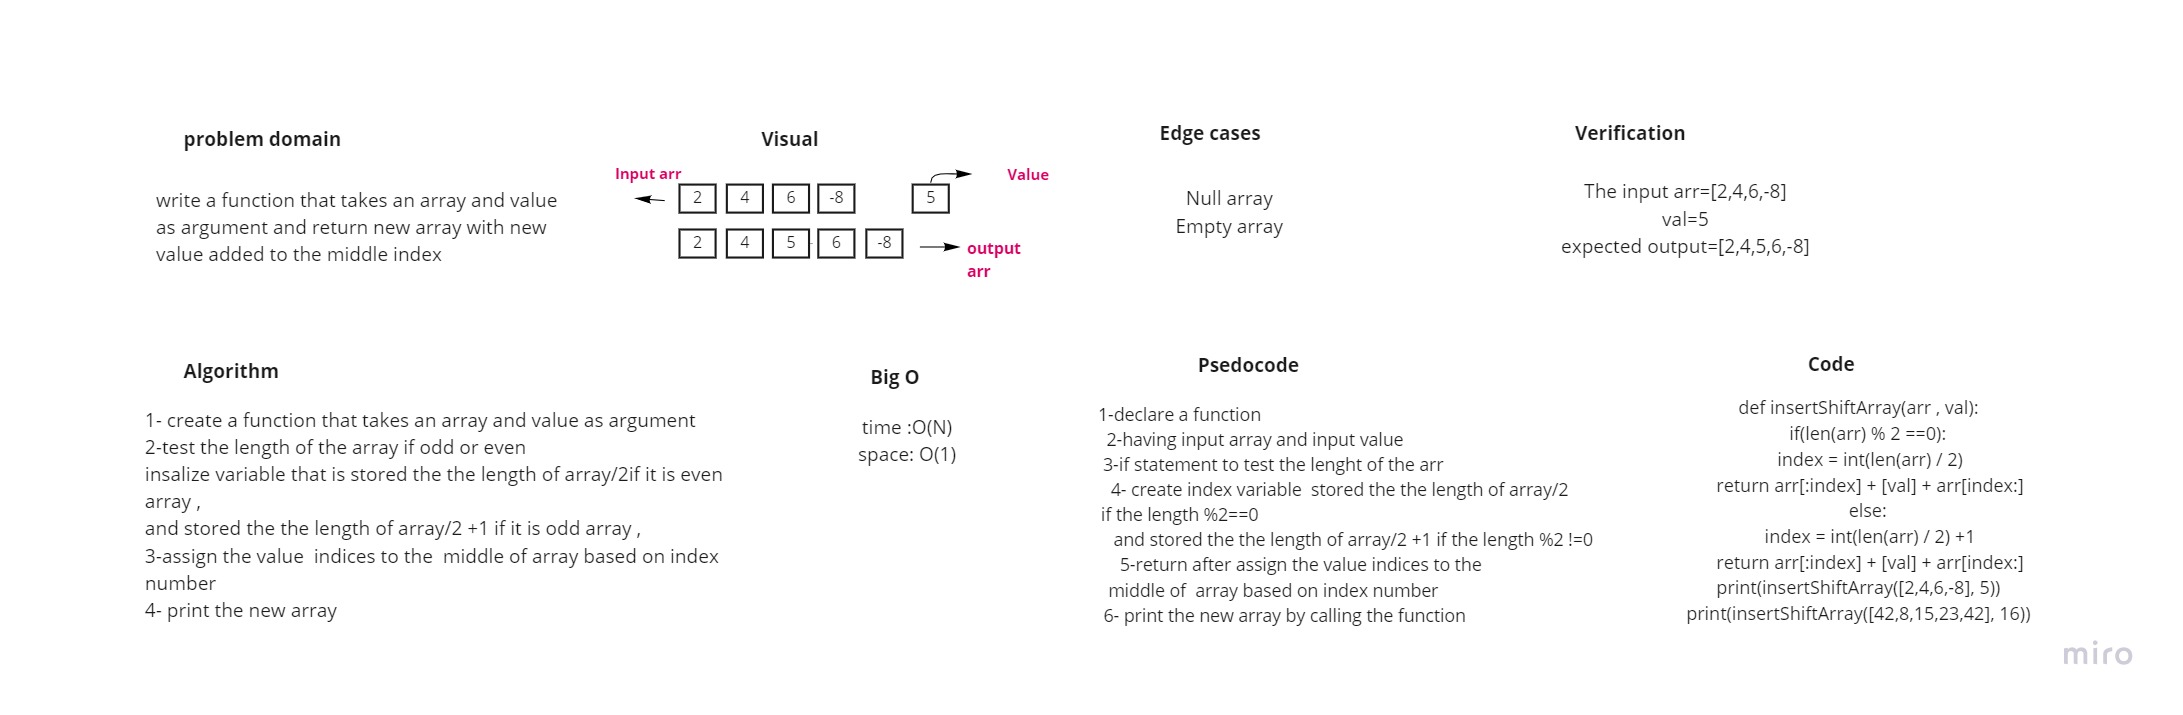 problem domain
write a function that takes an array and value
as argument and return new array with new
value added to the middle index
Visual
Input arr
2 4 6 -8 5
Value
2 4 5 6 -8
output
arr
Edge cases
Null array
Empty array
Verification
The input arr=[2,4,6,-8]
val=5
expected output=[2,4,5,6,-8]
Algorithm
1- create a function that takes an array and value as argument
2-test the length of the array if odd or even
insalize variable that is stored the the length of array/2if it is even
array ,
and stored the the length of array/2 +1 if it is odd array ,
3-assign the value  indices to the  middle of array based on index
number
4- print the new array
Big O
time :O(N)
space: O(1)
Psedocode
1-declare a function
2-having input array and input value
3-if statement to test the lenght of the arr
4- create index variable  stored the the length of array/2
if the length %2==0
and stored the the length of array/2 +1 if the length %2 !=0
5-return after assign the value indices to the
middle of  array based on index number
6- print the new array by calling the function
Code
def insertShiftArray(arr , val):
if(len(arr) % 2 ==0):
index = int(len(arr) / 2)
return arr[:index] + [val] + arr[index:]
else:
index = int(len(arr) / 2) +1
return arr[:index] + [val] + arr[index:]
print(insertShiftArray([2,4,6,-8], 5))
print(insertShiftArray([42,8,15,23,42], 16))
miro